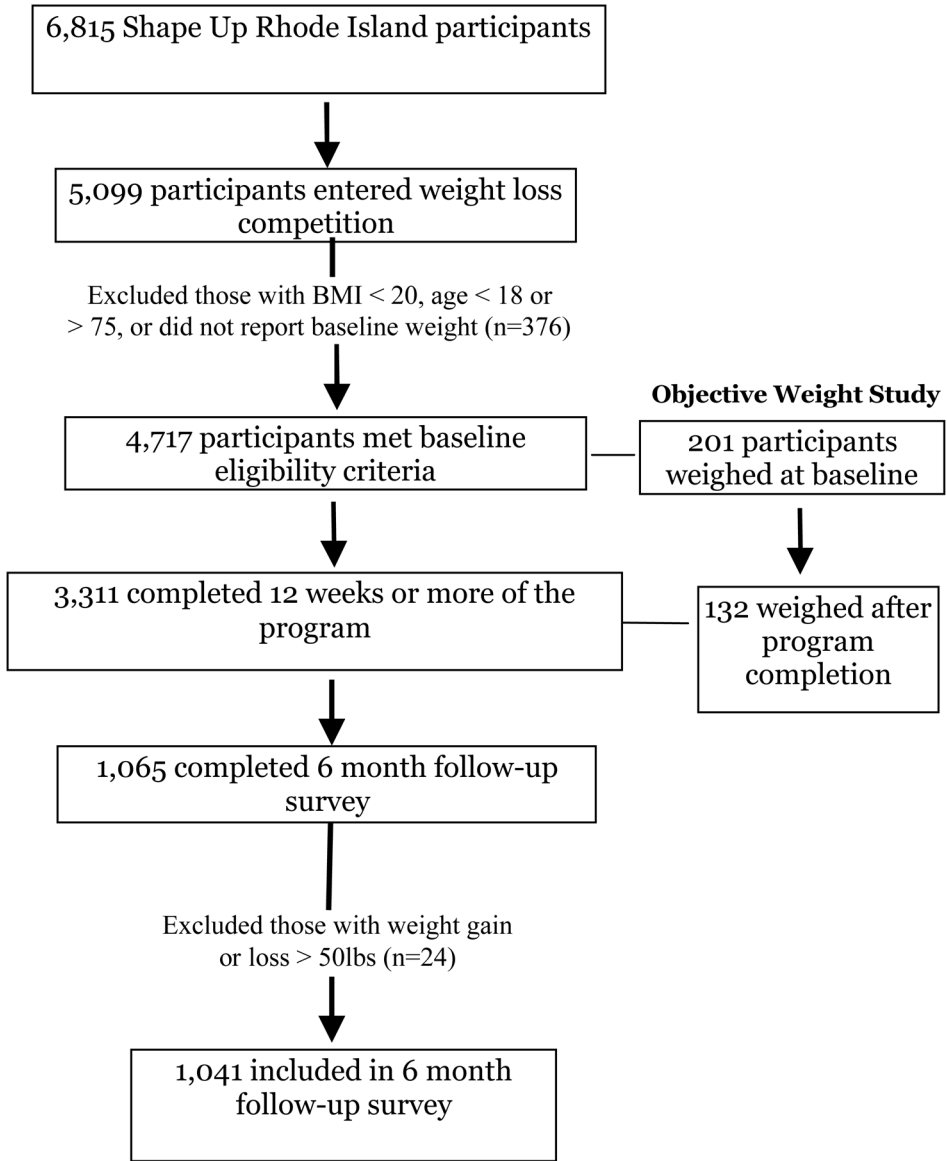 6,815 Shape Up Rhode Island participants
5,099 participants entered weight loss
competition
Excluded those with BMI < 20, age < 18 or
> 75, or did not report baseline weight (n=376)
Objective Weight Study
4,717 participants met baseline
eligibility criteria
201 participants
weighed at baseline
3,311 completed 12 weeks or more of the
program
132 weighed after
program
completion
1,065 completed 6 month follow-up
survey
Excluded those with weight gain
or loss > 50lbs (n=24)
1,041 included in 6 month
follow-up survey